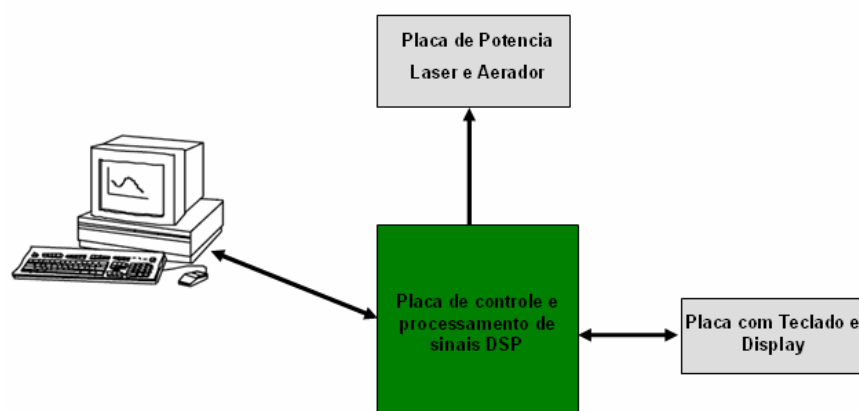 Placa de Potencia
Laser e Aerador
Placa de controle e
processamento de
sinais DSP
Placa com Teclado e
Display